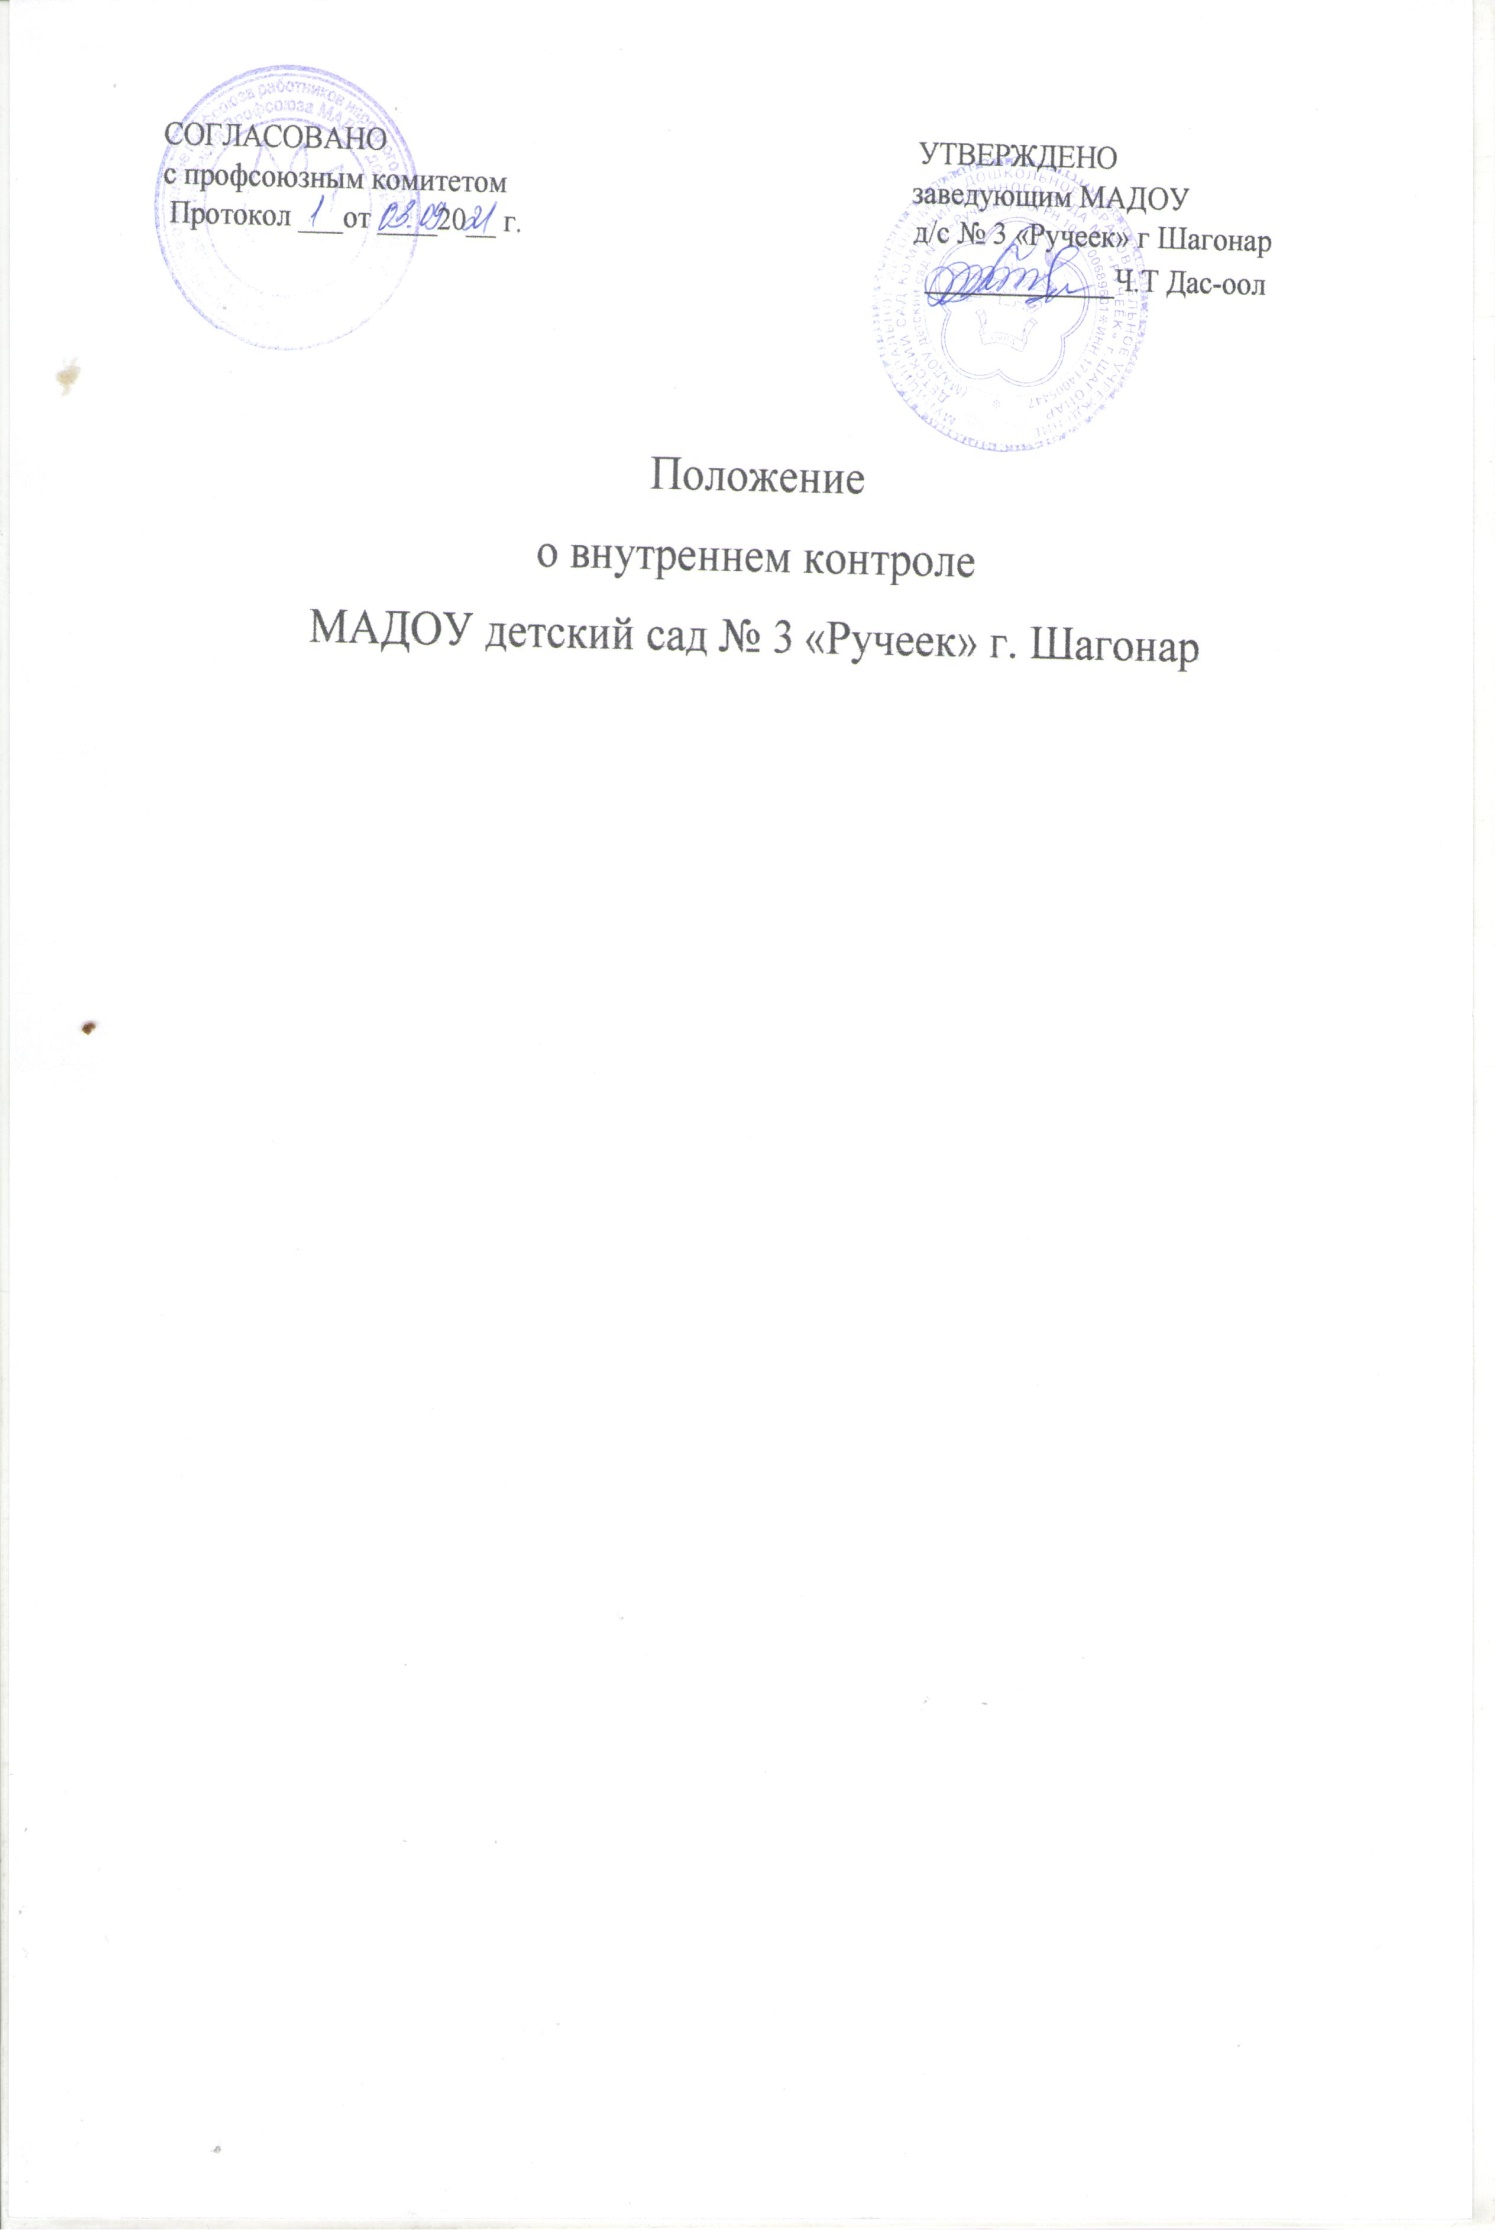 СОГЛАСОВАНО
с профсоюзным комитетом
Протокол 1 от 03.09 2021 г.
УТВЕРЖДЕНО
заведующим МАДОУ
д/с № 3 «Ручеек» г Шагонар
Ч.Т Дас-оол
Положение
о внутреннем контроле
МАДОУ детский сад № 3 «Ручеек» г. Шагонар